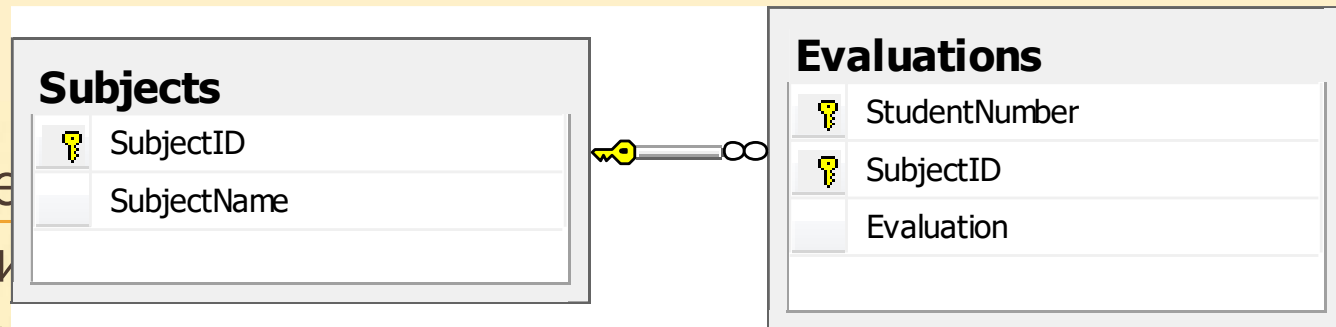 Subjects
SubjectID
SubjectName
Evaluations
StudentNumber
SubjectID
Evaluation